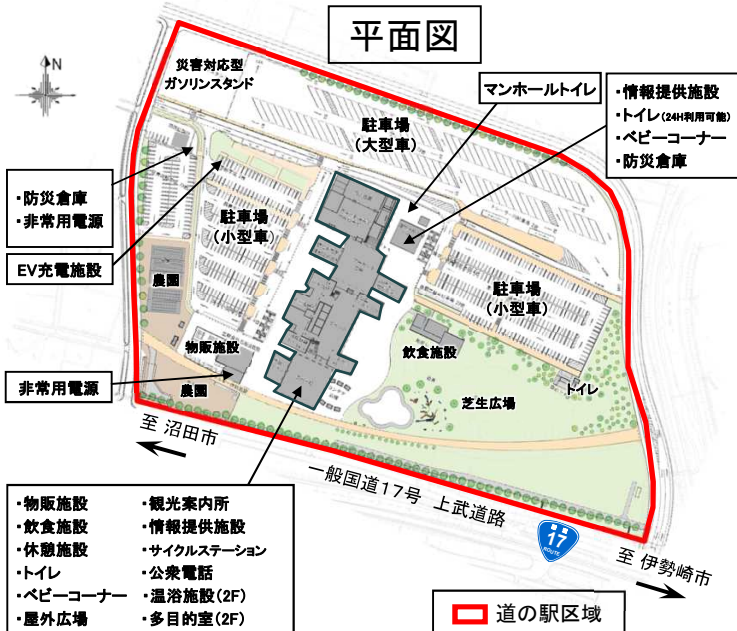 平面図
N
災害対応型
ガソリンスタンド
マンホールトイレ
・情報提供施設
・トイレ(24H利用可能)
・ベビーコーナー
・防災倉庫
駐車場
(大型車)
・防災倉庫
・非常用電源
駐車場
(小型車)
EV充電施設
農園
駐車場
(小型車)
物販施設
飲食施設
非常用電源
農園
芝生広場
トイレ
至 沼田市
一般国道17号 上武道路
17
ROUTE
至 伊勢崎市
・物販施設
・飲食施設
・休憩施設
・トイレ
・ベビーコーナー
・屋外広場
・観光案内所
・情報提供施設
・サイクルステーション
・公衆電話
・温浴施設(2F)
・多目的室(2F)
道の駅区域